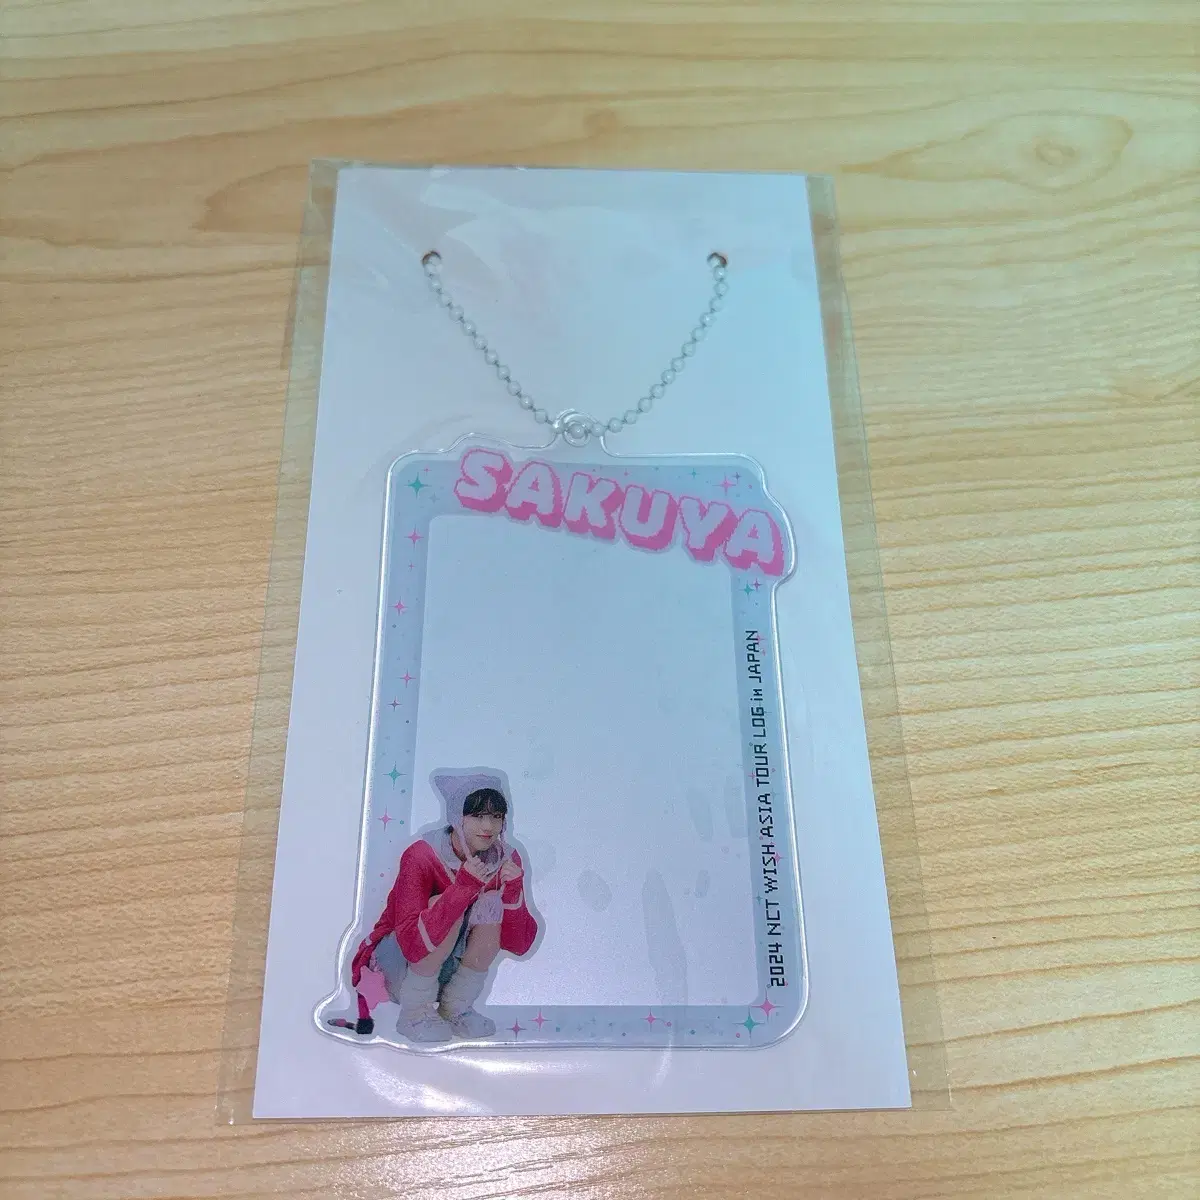 SAKUYA
2024 NCT WISH ASIA TOUR LOG in JAPAN